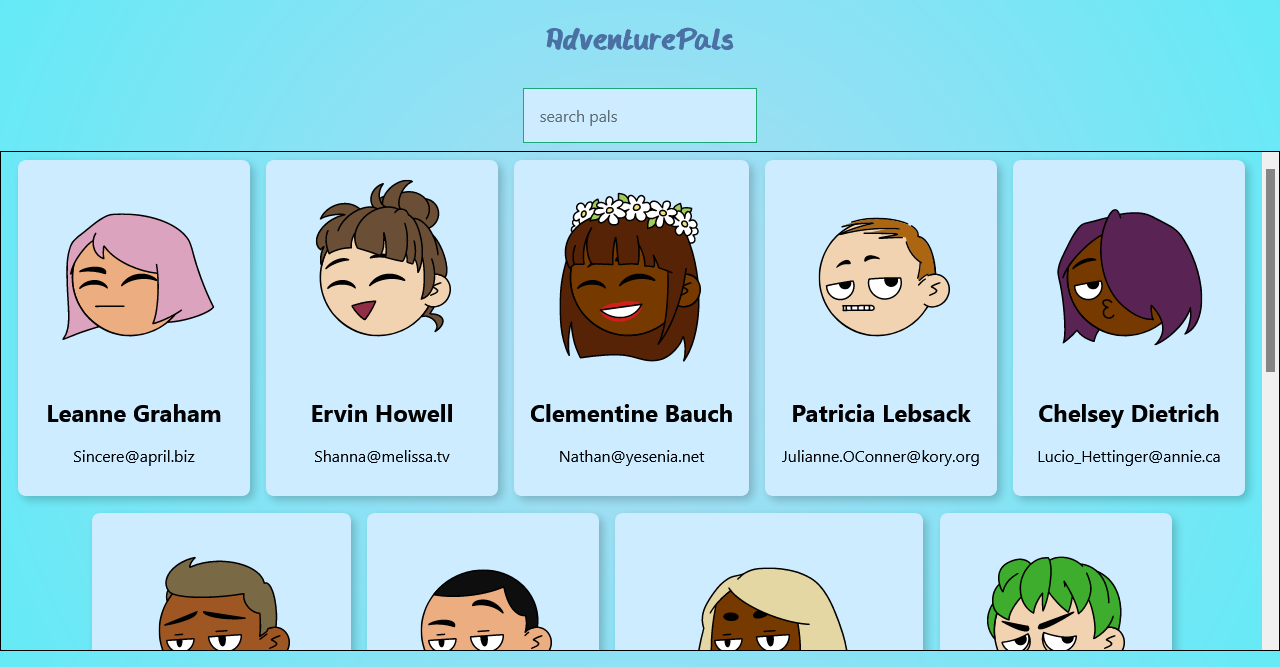 AdventurePals
search pals
Leanne Graham
Sincere@april.biz
Ervin Howell
Shanna@melissa.tv
Clementine Bauch
Nathan@yesenia.net
Patricia Lebsack
Julianne.OConner@kory.org
Chelsey Dietrich
Lucio_Hettinger@annie.ca